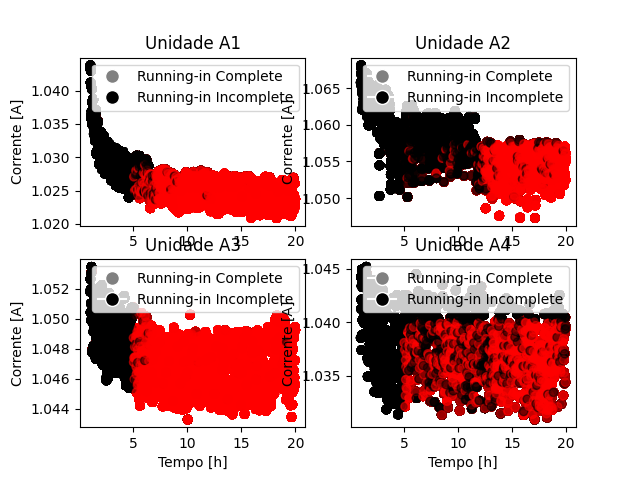 Unidade A1
Corrente [A]
1.040
1.035
1.030
1.025
1.020
5
10
15
20
Running-in Complete
Running-in Incomplete
Unidade A2
Corrente [A]
1.065
1.060
1.055
1.050
5
10
15
20
Running-in Complete
Running-in Incomplete
Unidade A3
Corrente [A]
1.052
1.050
1.048
1.046
1.044
5
10
15
20
Tempo [h]
Running-in Complete
Running-in Incomplete
Unidade A4
Corrente [A]
1.045
1.040
1.035
5
10
15
20
Tempo [h]
Running-in Complete
Running-in Incomplete